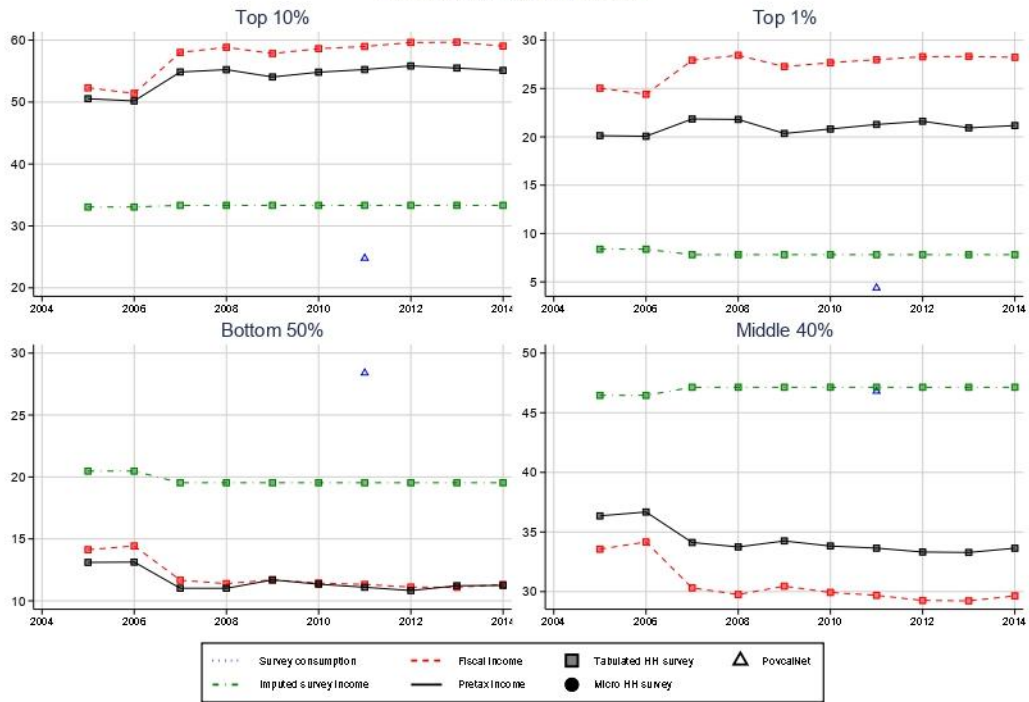 Top 10%
Top 1%
60
50
40
30
20
2004 2006 2008 2010 2012 2014
30
25
20
15
10
5
2004 2006 2008 2010 2012 2014
Bottom 50%
Middle 40%
30
25
20
15
10
2004 2006 2008 2010 2012 2014
50
45
40
35
30
2004 2006 2008 2010 2012 2014
Survey consumption Fiscal Income Tabulated HH survey PovcalNet
Imputed survey Income Pretax Income Micro HH survey